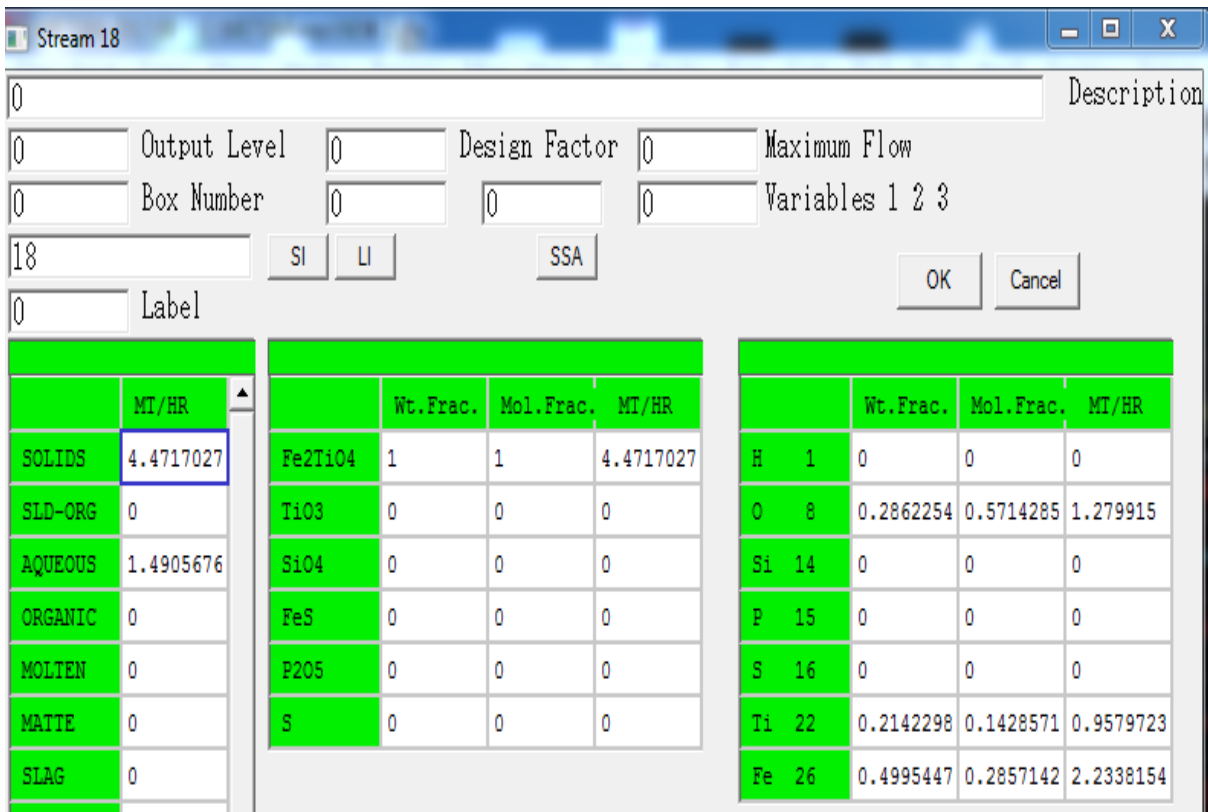 Stream 18
X
0 Description
0 Output Level 0 Design Factor 0 Maximum Flow
0 Box Number 0 0 0 Variables 1 2 3
18 SI LI SSA
OK Cancel
0 Label
MT/HR Wt.Frac. Mol.Frac. MT/HR Wt.Frac. Mol.Frac. MT/HR
SOLIDS 4.4717027 Fe2TiO4 1 1 4.4717027 H 1 0 0 0
SLD-ORG 0 TiO3 0 0 0 O 8 0.2862254 0.5714285 1.279915
AQUEOUS 1.4905676 SiO4 0 0 0 Si 14 0 0 0
ORGANIC 0 FeS 0 0 0 P 15 0 0 0
MOLTEN 0 P2O5 0 0 0 S 16 0 0 0
MATTE 0 S 0 0 0 Ti 22 0.2142298 0.1428571 0.9579723
SLAG 0 Fe 26 0.4995447 0.2857142 2.2338154